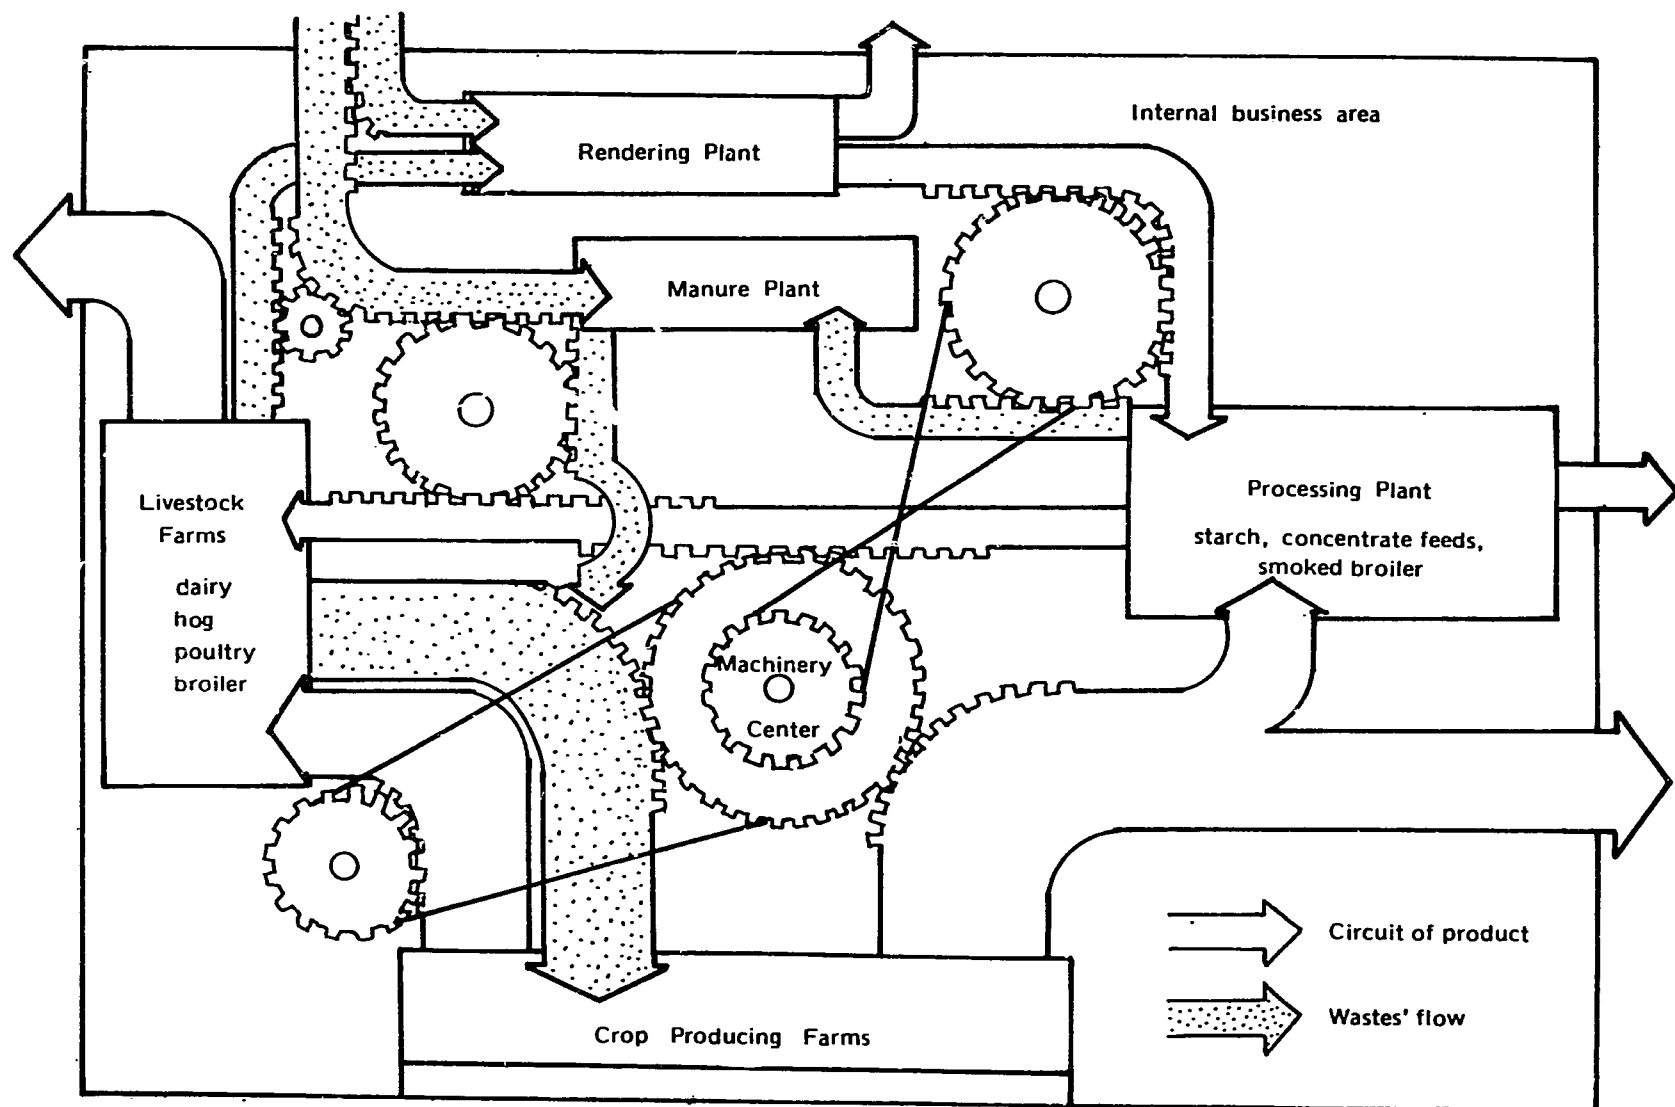 Internal business area
Rendering Plant
Manure Plant
Livestock
Farms
dairy
hog
poultry
broiler
Processing Plant
starch, concentrate feeds,
smoked broiler
Machinery
Center
Circuit of product
Wastes' flow
Crop Producing Farms